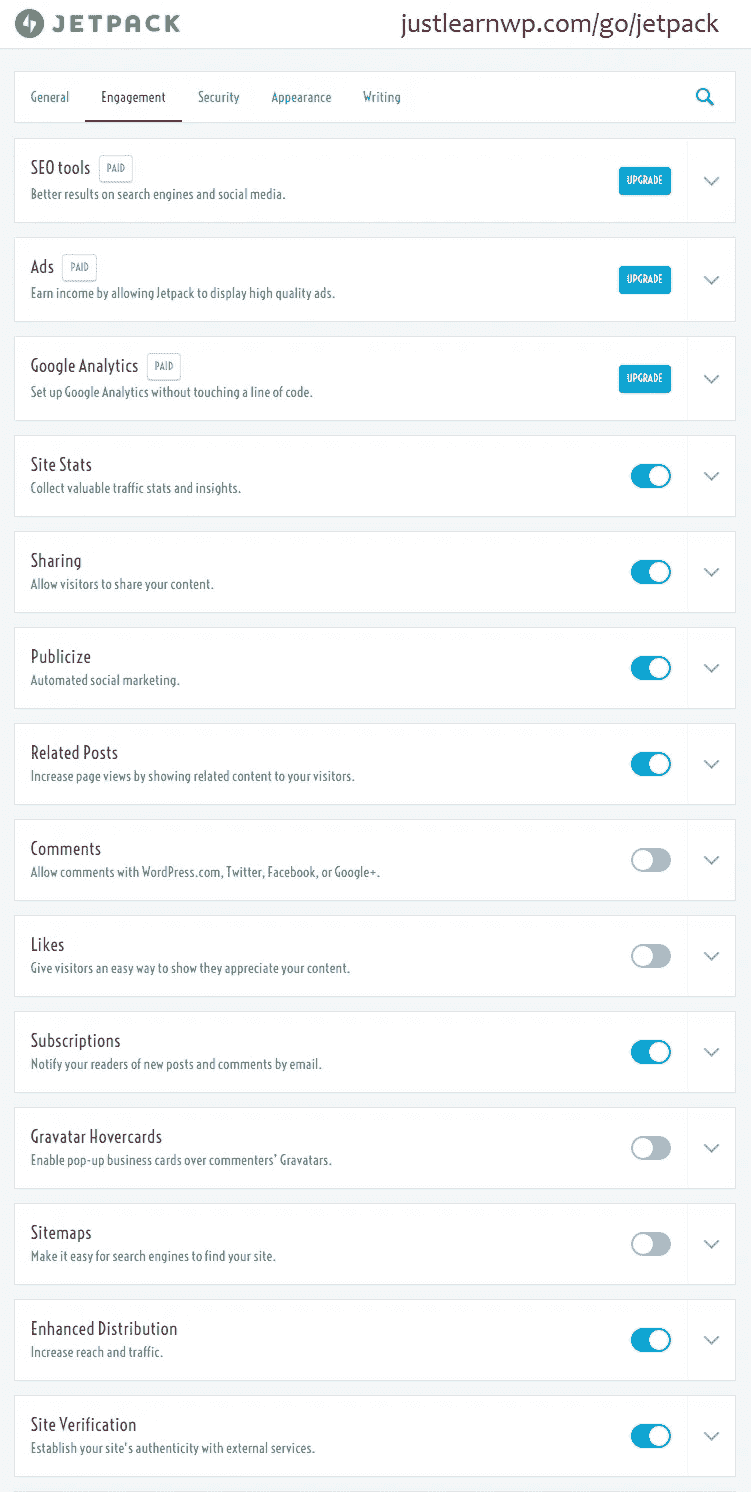 JETPACK justlearnwp.com/go/jetpack
General Engagement Security Appearance Writing
SEO tools PAID
Better results on search engines and social media.
UPGRADE
Ads PAID
Earn income by allowing Jetpack to display high quality ads.
UPGRADE
Google Analytics PAID
Set up Google Analytics without touching a line of code.
UPGRADE
Site Stats
Collect valuable traffic stats and insights.
Sharing
Allow visitors to share your content.
Publicize
Automated social marketing.
Related Posts
Increase page views by showing related content to your visitors.
Comments
Allow comments with WordPress.com, Twitter, Facebook, or Google+.
Likes
Give visitors an easy way to show they appreciate your content.
Subscriptions
Notify your readers of new posts and comments by email.
Gravatar Hovercards
Enable pop-up business cards over commenters' Gravatars.
Sitemaps
Make it easy for search engines to find your site.
Enhanced Distribution
Increase reach and traffic.
Site Verification
Establish your site's authenticity with external services.